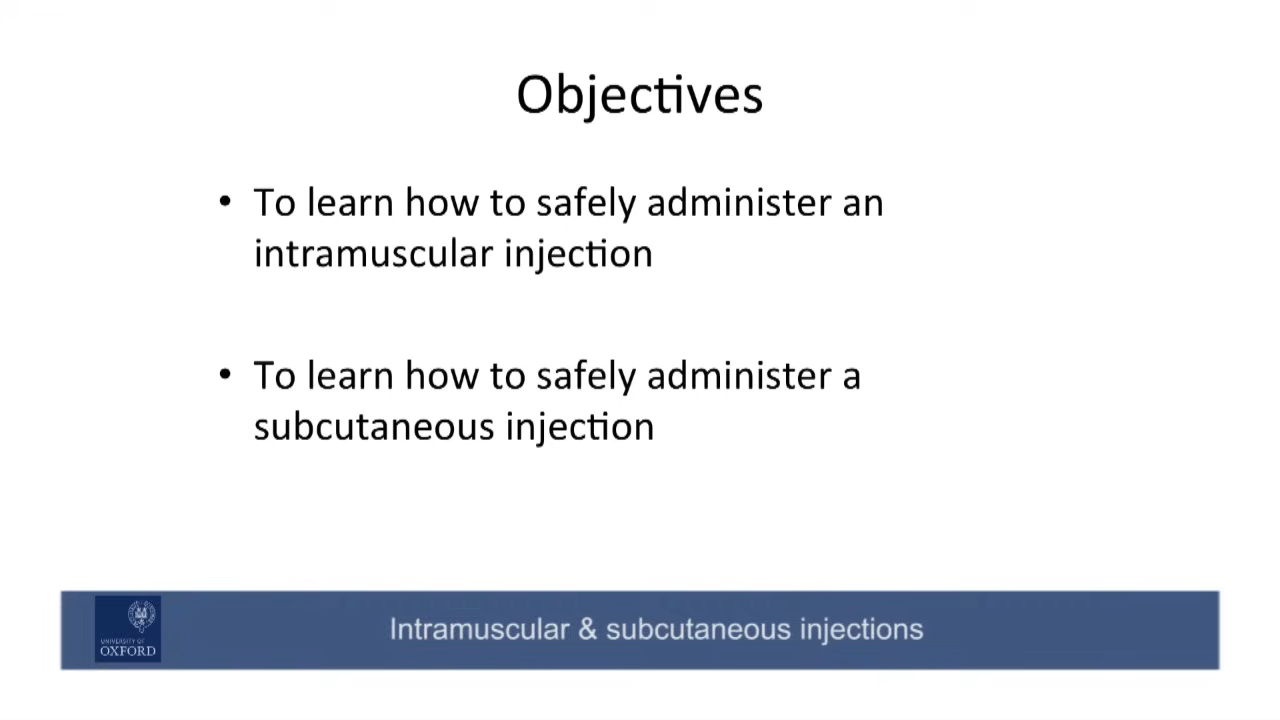 Objectives
• To learn how to safely administer an
intramuscular injection
• To learn how to safely administer a
subcutaneous injection
UNIVERSITY OF
OXFORD
Intramuscular & subcutaneous injections